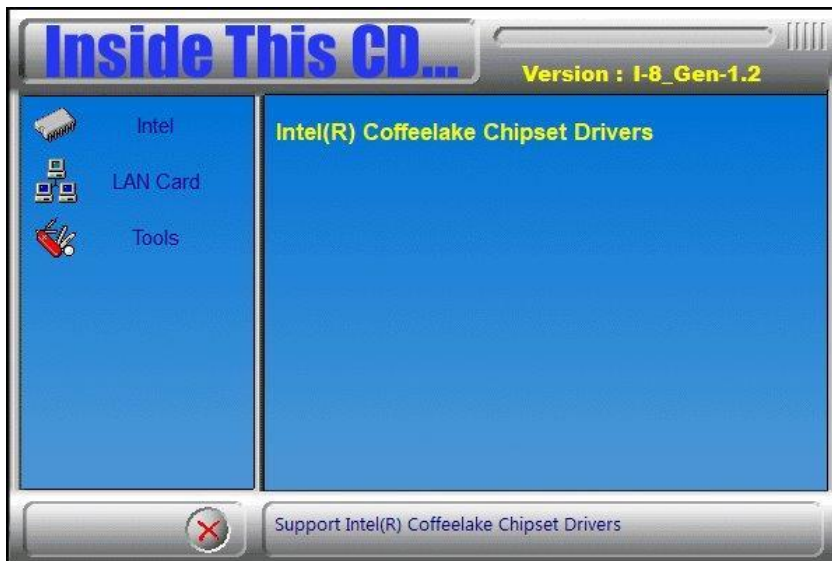 Inside This CD...
Version : I-8_Gen-1.2
Intel
LAN Card
Tools
Intel(R) Coffeelake Chipset Drivers
Support Intel(R) Coffeelake Chipset Drivers